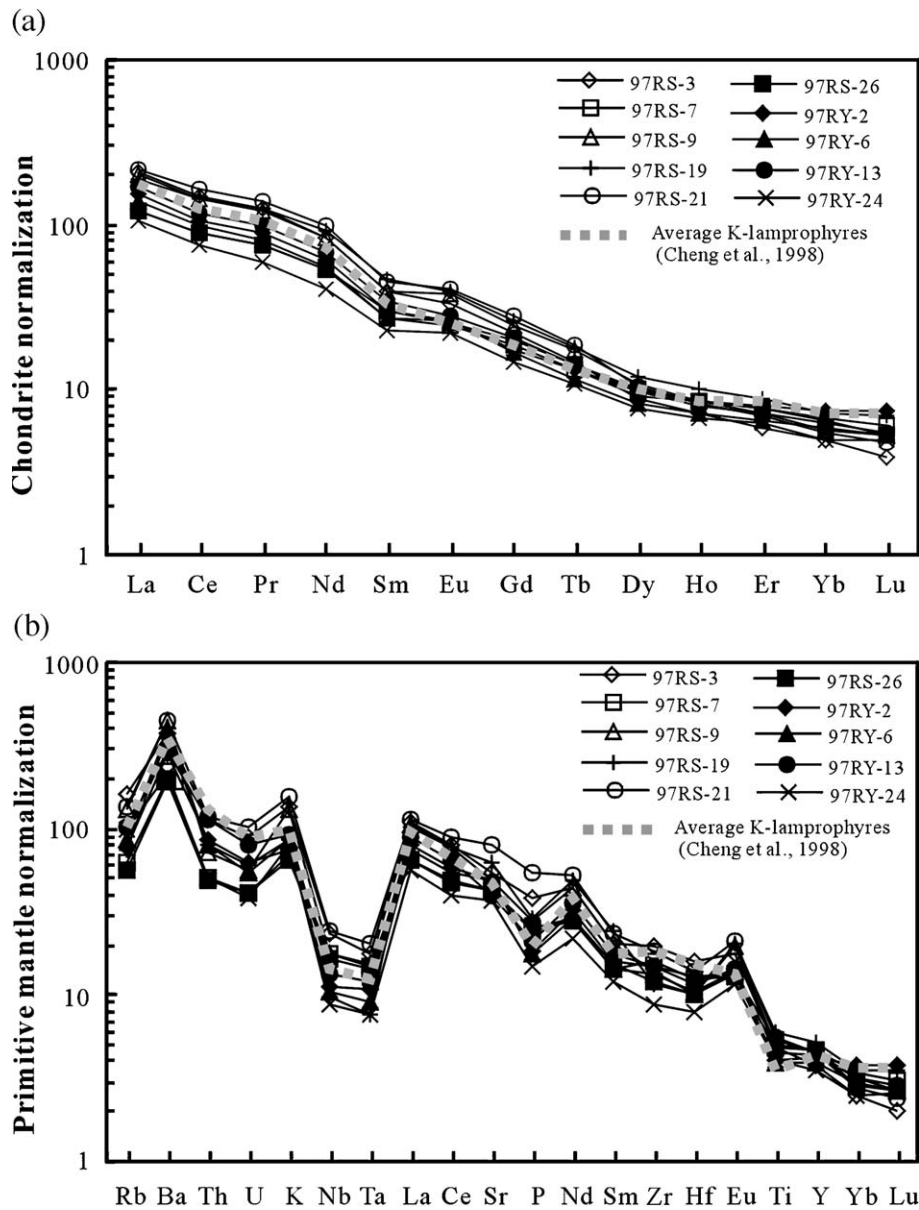 (a)
Chondrite normalization
1000
100
10
1
97RS-3
97RS-7
97RS-9
97RS-19
97RS-21
97RS-26
97RY-2
97RY-6
97RY-13
97RY-24
Average K-lamprophyres
(Cheng et al., 1998)
La Ce Pr Nd Sm Eu Gd Tb Dy Ho Er Yb Lu
(b)
Primitive mantle normalization
1000
100
10
1
97RS-3
97RS-7
97RS-9
97RS-19
97RS-21
97RS-26
97RY-2
97RY-6
97RY-13
97RY-24
Average K-lamprophyres
(Cheng et al., 1998)
Rb Ba Th U K Nb Ta La Ce Sr P Nd Sm Zr Hf Eu Ti Y Yb Lu